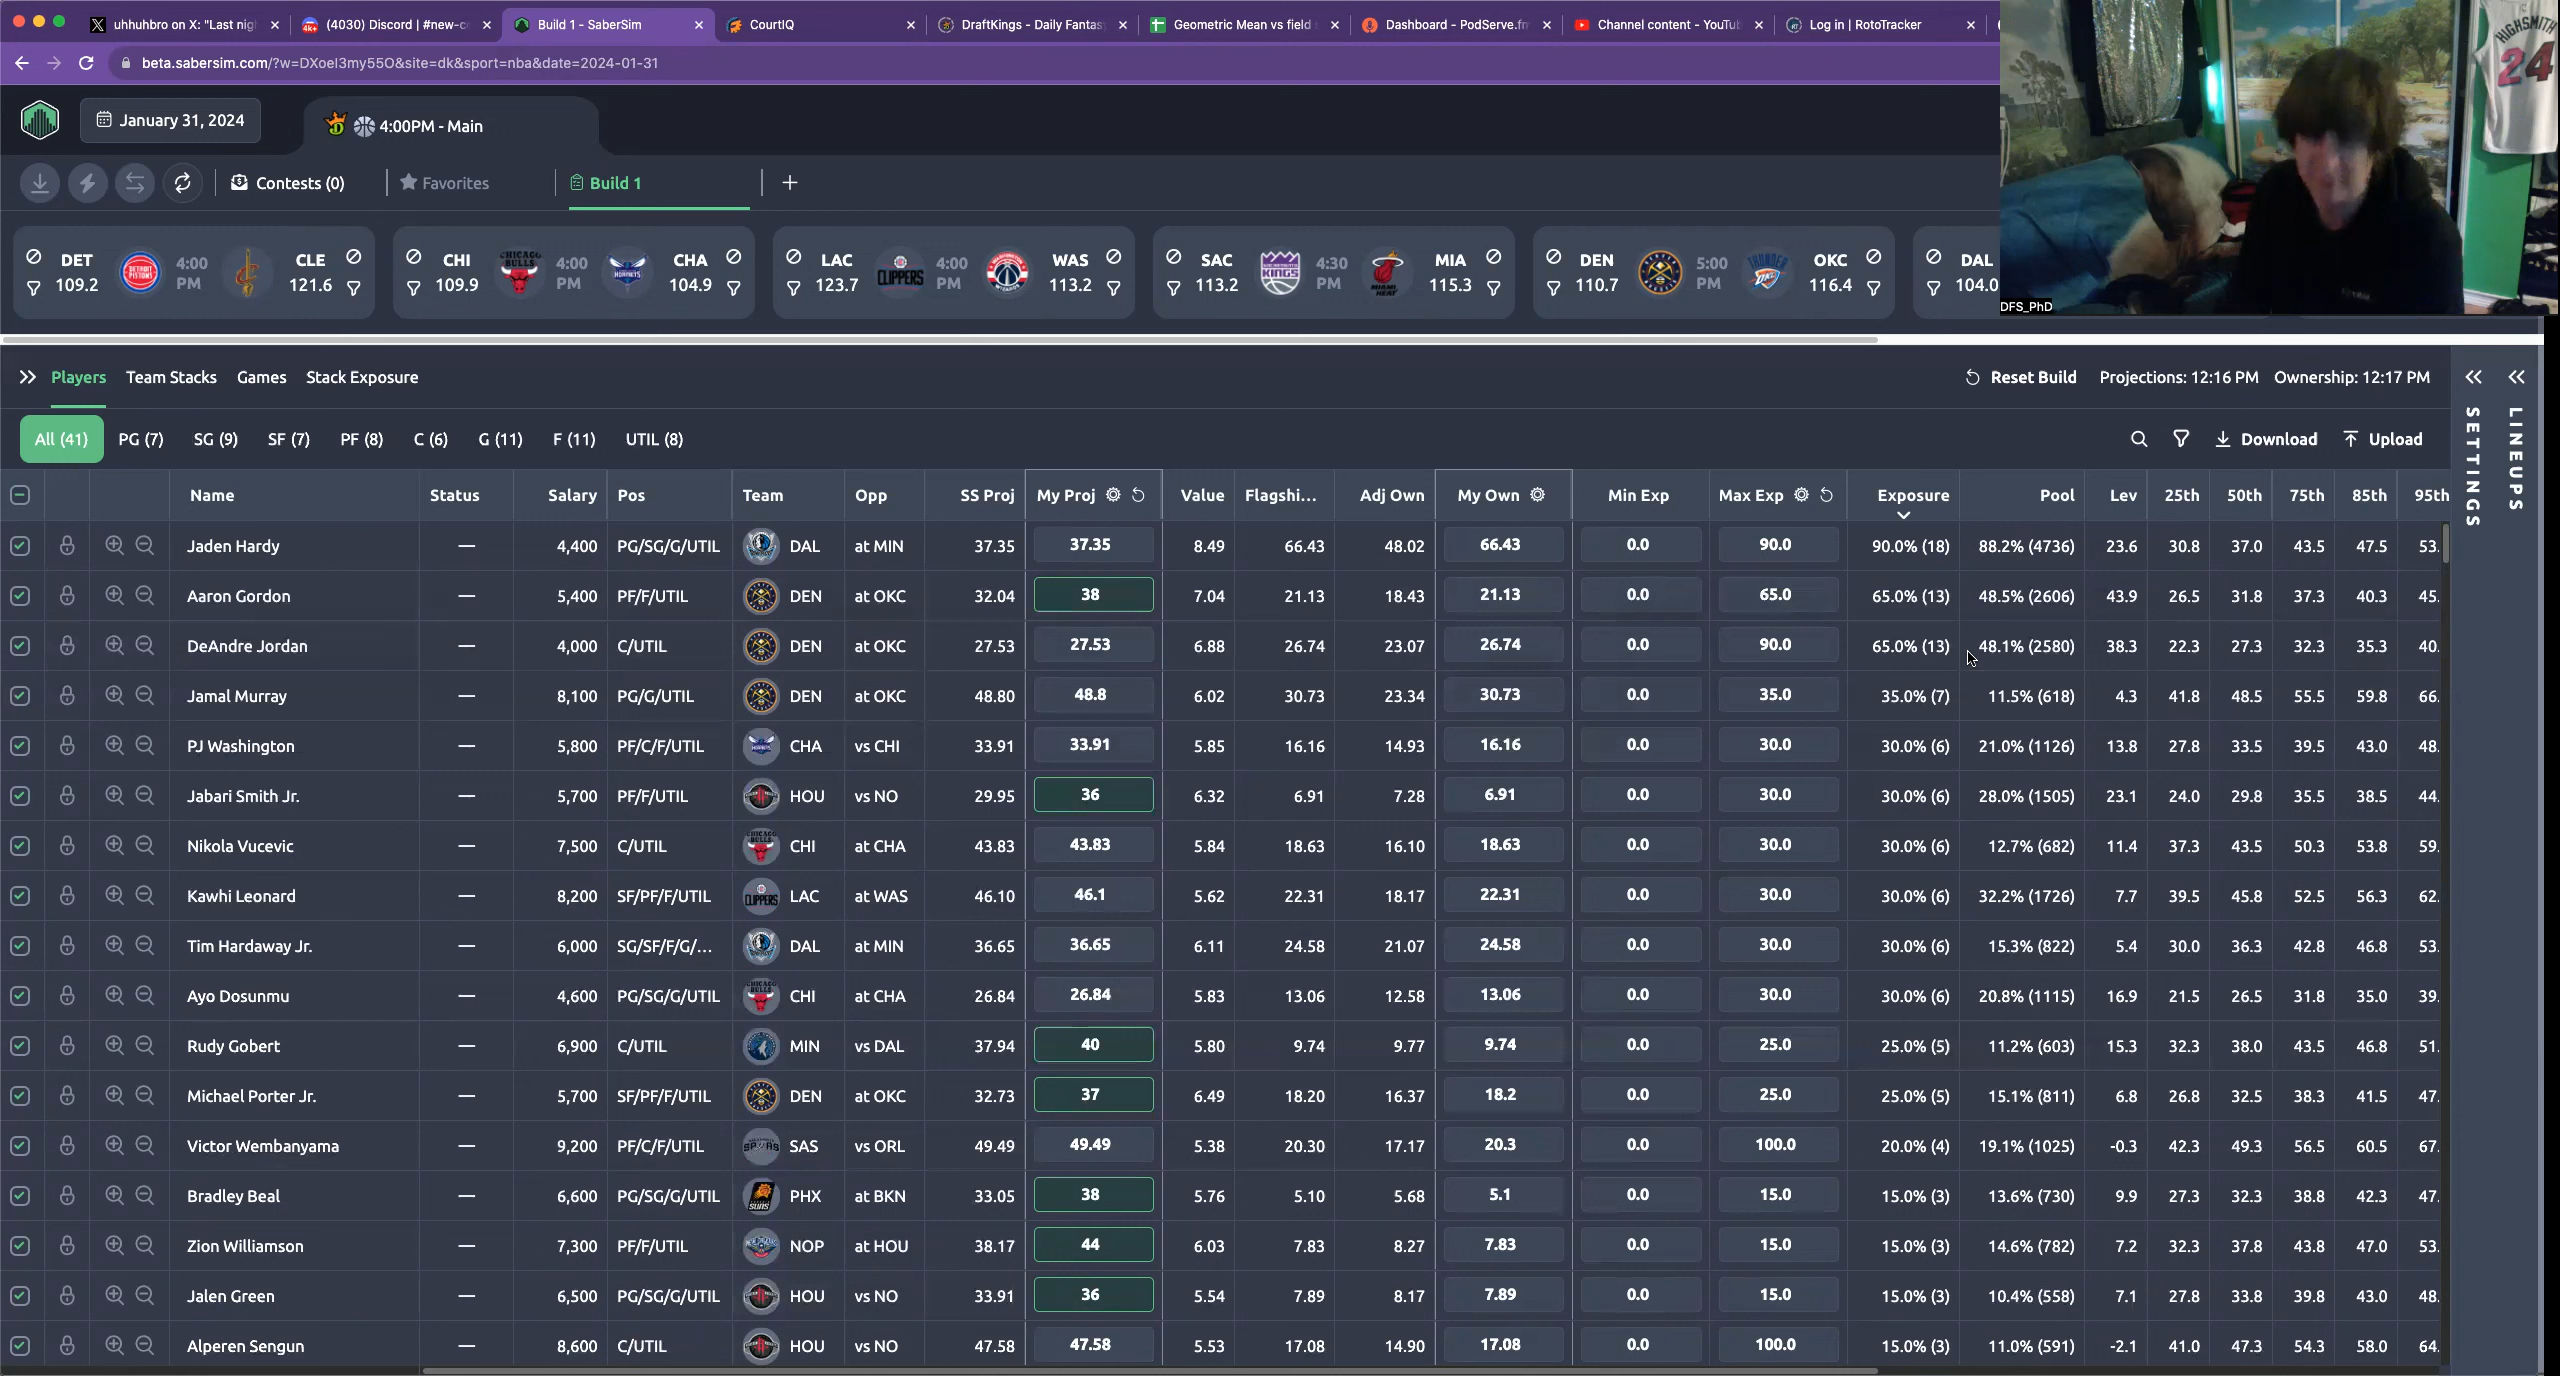 uhhuhbro on X: "Last nig
(4030) Discord | #new-c
Build 1 - SaberSim
CourtIQ
DraftKings - Daily Fantas
Geometric Mean vs field
Dashboard - PodServe.fm
Channel content - YouTub
Log in | RotoTracker
beta.sabersim.com/?w=DXoel3my55O&site=dk&sport=nba&date=2024-01-31
HIGHSMITH
24
January 31, 2024
4:00PM - Main
Contests (0)
Favorites
Build 1
DET 109.2 4:00 PM CLE 121.6
CHI 109.9 4:00 PM CHA 104.9
LAC 123.7 4:00 PM WAS 113.2
SAC 113.2 4:30 PM MIA 115.3
DEN 110.7 5:00 PM OKC 116.4
DAL 104.0
DFS_PhD
Players Team Stacks Games Stack Exposure
Reset Build Projections: 12:16 PM Ownership: 12:17 PM
All (41) PG (7) SG (9) SF (7) PF (8) C (6) G (11) F (11) UTIL (8)
Download Upload
SETTINGS
LINEUPS
Name Status Salary Pos Team Opp SS Proj My Proj Value Flagshi... Adj Own My Own Min Exp Max Exp Exposure Pool Lev 25th 50th 75th 85th 95th
Jaden Hardy — 4,400 PG/SG/G/UTIL DAL at MIN 37.35 37.35 8.49 66.43 48.02 66.43 0.0 90.0 90.0% (18) 88.2% (4736) 23.6 30.8 37.0 43.5 47.5 53.
Aaron Gordon — 5,400 PF/F/UTIL DEN at OKC 32.04 38 7.04 21.13 18.43 21.13 0.0 65.0 65.0% (13) 48.5% (2606) 43.9 26.5 31.8 37.3 40.3 45.
DeAndre Jordan — 4,000 C/UTIL DEN at OKC 27.53 27.53 6.88 26.74 23.07 26.74 0.0 90.0 65.0% (13) 48.1% (2580) 38.3 22.3 27.3 32.3 35.3 40.
Jamal Murray — 8,100 PG/G/UTIL DEN at OKC 48.80 48.8 6.02 30.73 23.34 30.73 0.0 35.0 35.0% (7) 11.5% (618) 4.3 41.8 48.5 55.5 59.8 66.
PJ Washington — 5,800 PF/C/F/UTIL CHA vs CHI 33.91 33.91 5.85 16.16 14.93 16.16 0.0 30.0 30.0% (6) 21.0% (1126) 13.8 27.8 33.5 39.5 43.0 48.
Jabari Smith Jr. — 5,700 PF/F/UTIL HOU vs NO 29.95 36 6.32 6.91 7.28 6.91 0.0 30.0 30.0% (6) 28.0% (1505) 23.1 24.0 29.8 35.5 38.5 44.
Nikola Vucevic — 7,500 C/UTIL CHI at CHA 43.83 43.83 5.84 18.63 16.10 18.63 0.0 30.0 30.0% (6) 12.7% (682) 11.4 37.3 43.5 50.3 53.8 59.
Kawhi Leonard — 8,200 SF/PF/F/UTIL LAC at WAS 46.10 46.1 5.62 22.31 18.17 22.31 0.0 30.0 30.0% (6) 32.2% (1726) 7.7 39.5 45.8 52.5 56.3 62.
Tim Hardaway Jr. — 6,000 SG/SF/F/G/... DAL at MIN 36.65 36.65 6.11 24.58 21.07 24.58 0.0 30.0 30.0% (6) 15.3% (822) 5.4 30.0 36.3 42.8 46.8 53.
Ayo Dosunmu — 4,600 PG/SG/G/UTIL CHI at CHA 26.84 26.84 5.83 13.06 12.58 13.06 0.0 30.0 30.0% (6) 20.8% (1115) 16.9 21.5 26.5 31.8 35.0 39.
Rudy Gobert — 6,900 C/UTIL MIN vs DAL 37.94 40 5.80 9.74 9.77 9.74 0.0 25.0 25.0% (5) 11.2% (603) 15.3 32.3 38.0 43.5 46.8 51.
Michael Porter Jr. — 5,700 SF/PF/F/UTIL DEN at OKC 32.73 37 6.49 18.20 16.37 18.2 0.0 25.0 25.0% (5) 15.1% (811) 6.8 26.8 32.5 38.3 41.5 47.
Victor Wembanyama — 9,200 PF/C/F/UTIL SAS vs ORL 49.49 49.49 5.38 20.30 17.17 20.3 0.0 100.0 20.0% (4) 19.1% (1025) -0.3 42.3 49.3 56.5 60.5 67.
Bradley Beal — 6,600 PG/SG/G/UTIL PHX at BKN 33.05 38 5.76 5.10 5.68 5.1 0.0 15.0 15.0% (3) 13.6% (730) 9.9 27.3 32.3 38.8 42.3 47.
Zion Williamson — 7,300 PF/F/UTIL NOP at HOU 38.17 44 6.03 7.83 8.27 7.83 0.0 15.0 15.0% (3) 14.6% (782) 7.2 32.3 37.8 43.8 47.0 53.
Jalen Green — 6,500 PG/SG/G/UTIL HOU vs NO 33.91 36 5.54 7.89 8.17 7.89 0.0 15.0 15.0% (3) 10.4% (558) 7.1 27.8 33.8 39.8 43.0 48.
Alperen Sengun — 8,600 C/UTIL HOU vs NO 47.58 47.58 5.53 17.08 14.90 17.08 0.0 100.0 15.0% (3) 11.0% (591) -2.1 41.0 47.3 54.3 58.0 64.